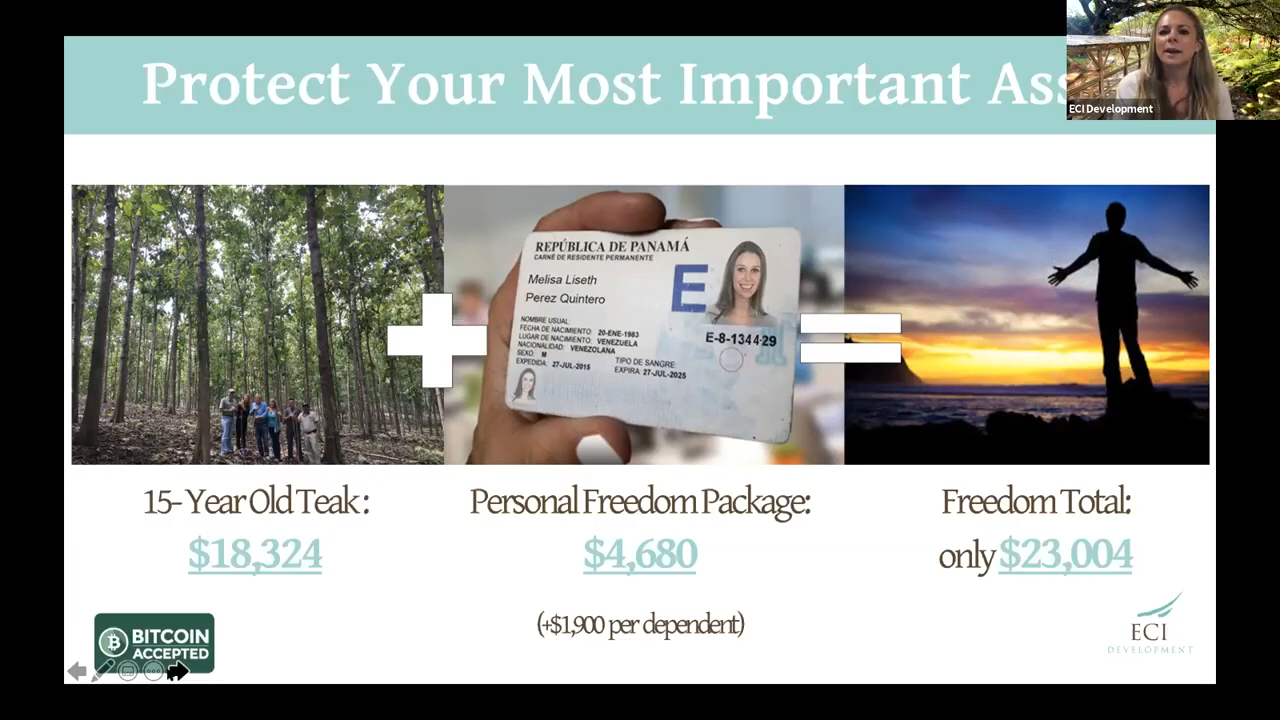 Protect Your Most Important Ass
ECI Development
REPÚBLICA DE PANAMÁ
CARNÉ DE RESIDENTE PERMANENTE
Melisa Liseth
Perez Quintero
E
NOMBRE USUAL:
FECHA DE NACIMIENTO: 20-ENE-1983
LUGAR DE NACIMIENTO: VENEZUELA
NACIONALIDAD: VENEZOLANA
SEXO: M
TIPO DE SANGRE:
EXPEDIDA: 27-JUL-2015
EXPIRA: 27-JUL-2025
E-8-134429
15- Year Old Teak :
$18,324
Personal Freedom Package:
$4,680
(+$1,900 per dependent)
Freedom Total:
only $23,004
BITCOIN
ACCEPTED
ECI
DEVELOPMENT